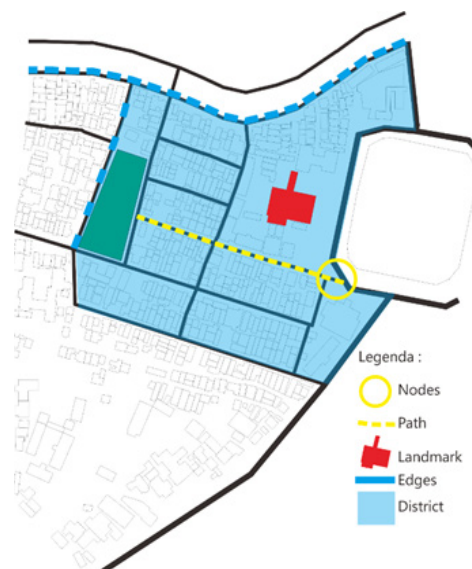 Legenda :
Nodes
Path
Landmark
Edges
District